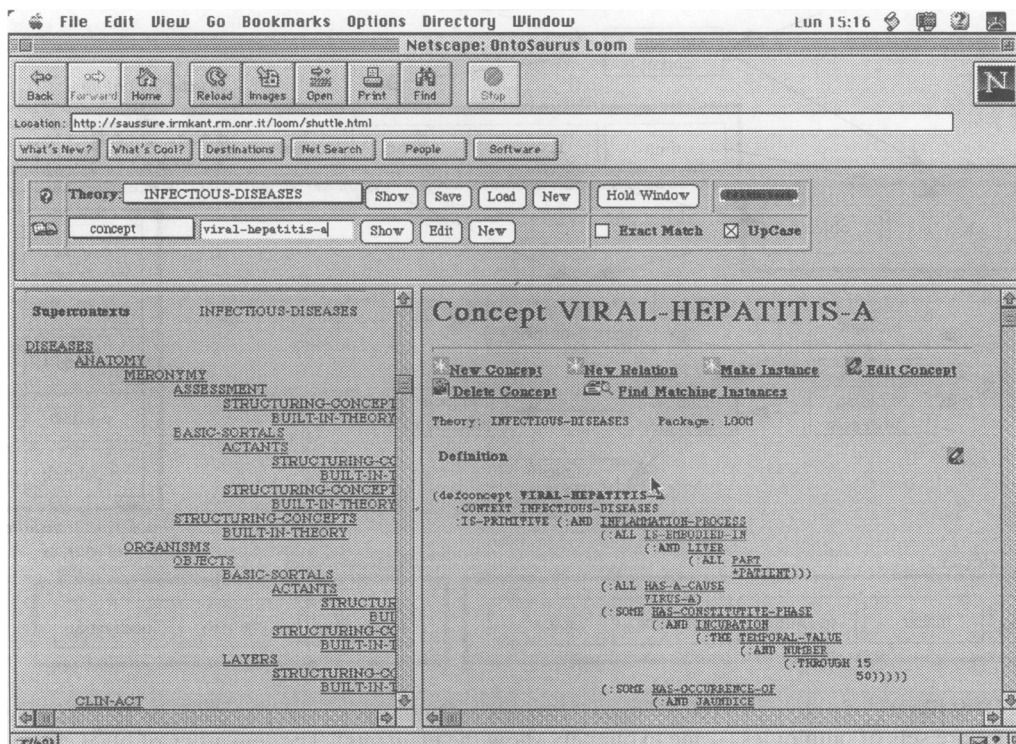 File Edit View Go Bookmarks Options Directory Window Lun 15:16
Netscape: OntoSaurus Loom
Back Forward Home Reload Images Open Print Find Stop
N
Location: http://saussure.irmkant.rm.cnr.it/loom/shuttle.html
What's New? What's Cool? Destinations Net Search People Software
Theory: INFECTIOUS-DISEASES Show Save Load New Hold Window
concept viral-hepatitis-a Show Edit New Exact Match UpCase
Supercontexts INFECTIOUS-DISEASES
DISEASES
ANATOMY
MERONYMY
ASSESSMENT
STRUCTURING-CONCEPT
BUILT-IN-THEORY
BASIC-SORTALS
ACTANTS
STRUCTURING-CO
BUILT-IN-T
STRUCTURING-CONCEPT
BUILT-IN-THEORY
STRUCTURING-CONCEPTS
BUILT-IN-THEORY
ORGANISMS
OBJECTS
BASIC-SORTALS
ACTANTS
STRUCTUR
BUI
STRUCTURING-CO
BUILT-IN-T
LAYERS
STRUCTURING-CO
BUILT-IN-T
CLIN-ACT
Concept VIRAL-HEPATITIS-A
New Concept New Relation Make Instance Edit Concept
Delete Concept Find Matching Instances
Theory: INFECTIOUS-DISEASES Package: LOOM
Definition
(defconcept VIRAL-HEPATITIS-A
:CONTEXT INFECTIOUS-DISEASES
:IS-PRIMITIVE (:AND INFLAMMATION-PROCESS
(:ALL IS-EMBODIED-IN
(:AND LIVER
(:ALL PART
*PATIENT)))
(:ALL HAS-A-CAUSE
VIRUS-A)
(:SOME HAS-CONSTITUTIVE-PHASE
(:AND INCUBATION
(:THE TEMPORAL-VALUE
(:AND NUMBER
(:THROUGH 15
50)))))
(:SOME HAS-OCCURRENCE-OF
(:AND JAUNDICE